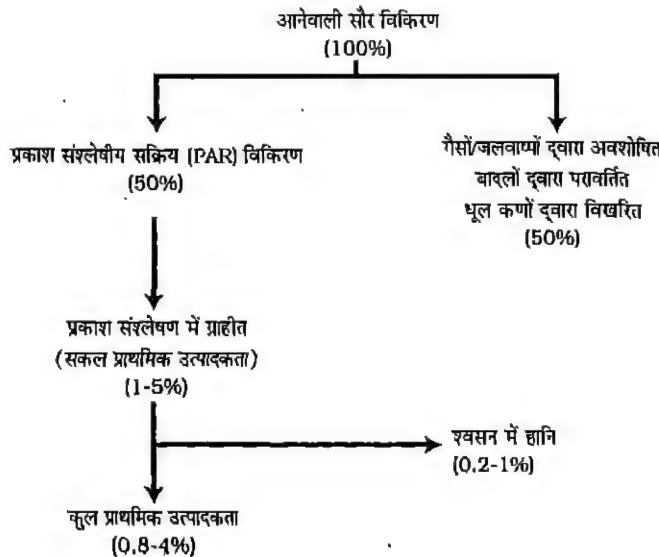 आनेवाली सौर विकिरण
(100%)
प्रकाश संश्लेषीय सक्रिय (PAR) विकिरण
(50%)
गैसों/जलवाष्पों द्वारा अवशोषित
बादलों द्वारा परावर्तित
धूल कणों द्वारा विखरित
(50%)
प्रकाश संश्लेषण में ग्राहीत
(सकल प्राथमिक उत्पादकता)
(1-5%)
श्वसन में हानि
(0.2-1%)
कुल प्राथमिक उत्पादकता
(0.8-4%)